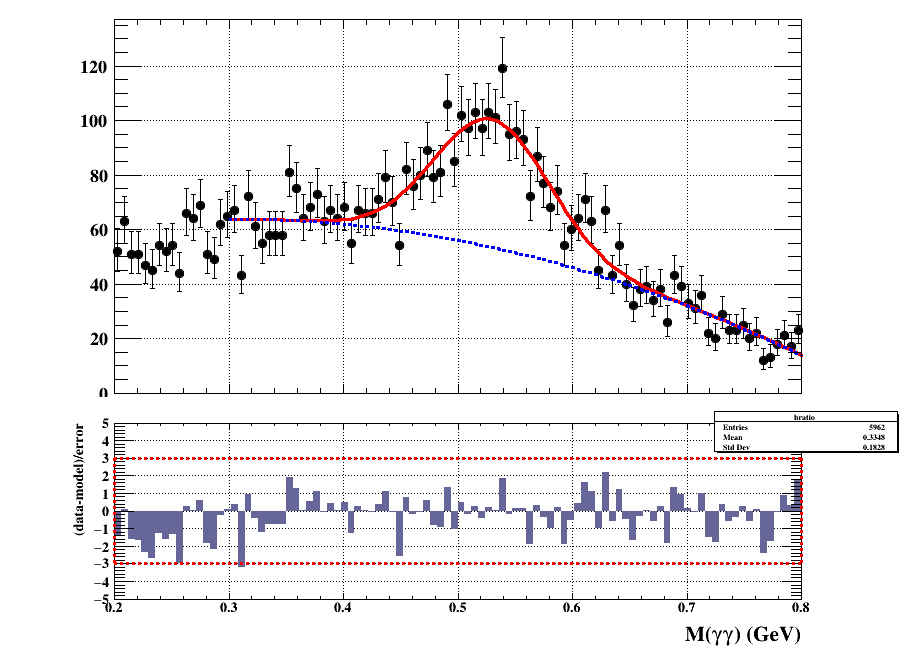 120
100
80
60
40
20
0
hratio
Entries 5962
Mean 0.3348
Std Dev 0.1828
(data-model)/error
5
4
3
2
1
0
−1
−2
−3
−4
−5
0.2 0.3 0.4 0.5 0.6 0.7 0.8
M(γγ) (GeV)